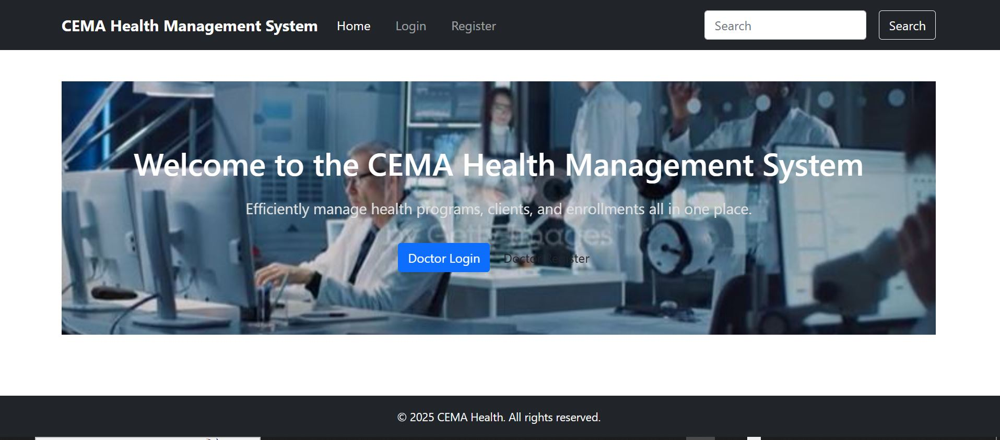 CEMA Health Management System Home Login Register Search Search
Welcome to the CEMA Health Management System
Efficiently manage health programs, clients, and enrollments all in one place.
by Getty Images™
Doctor Login Doctor Register
© 2025 CEMA Health. All rights reserved.